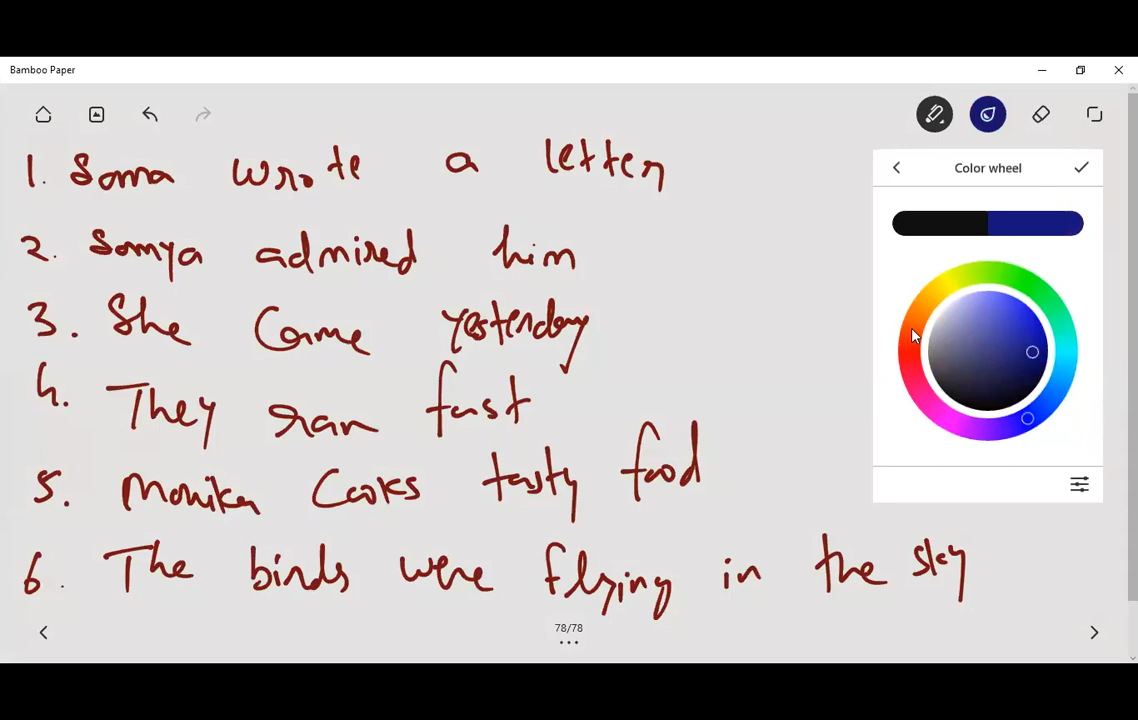 Bamboo Paper
1. Soma wrote a letter
Color wheel
2. Somya admired him
3. She Came yesterday
4. They ran fast
5. Monika Cooks tasty food
6. The birds were flying in the sky
78/78